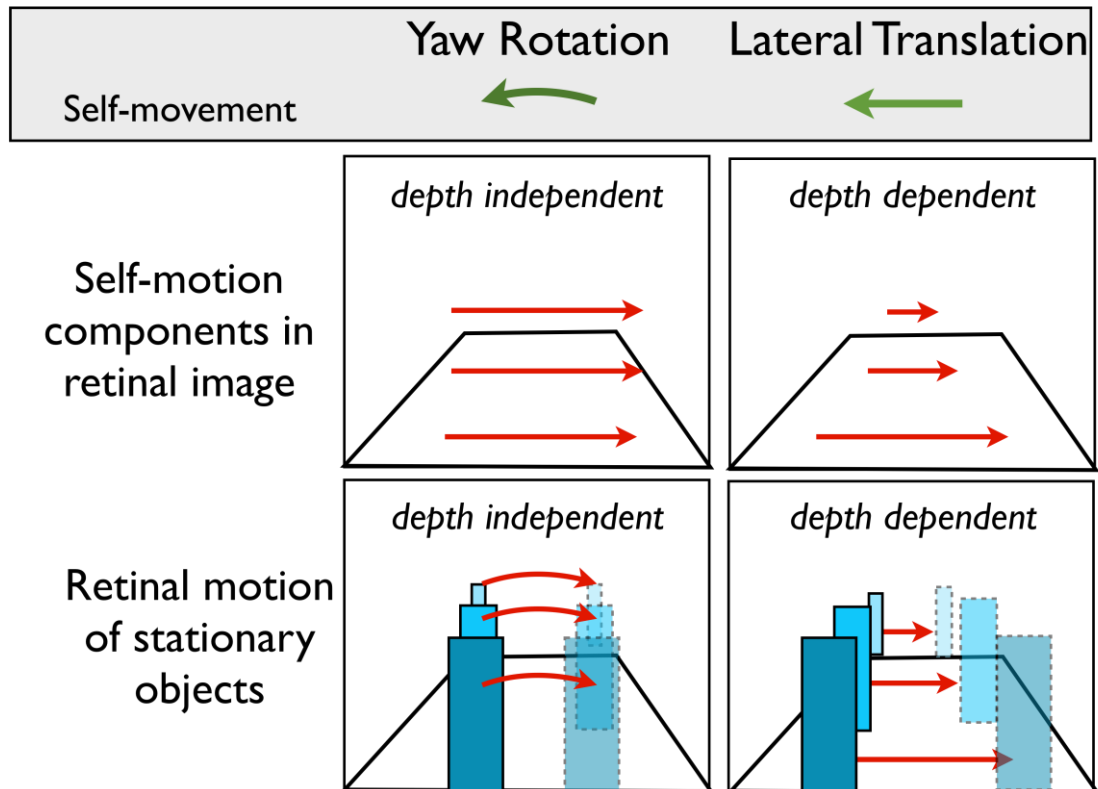 Yaw Rotation
Lateral Translation
Self-movement
depth independent
depth dependent
Self-motion
components in
retinal image
depth independent
depth dependent
Retinal motion
of stationary
objects